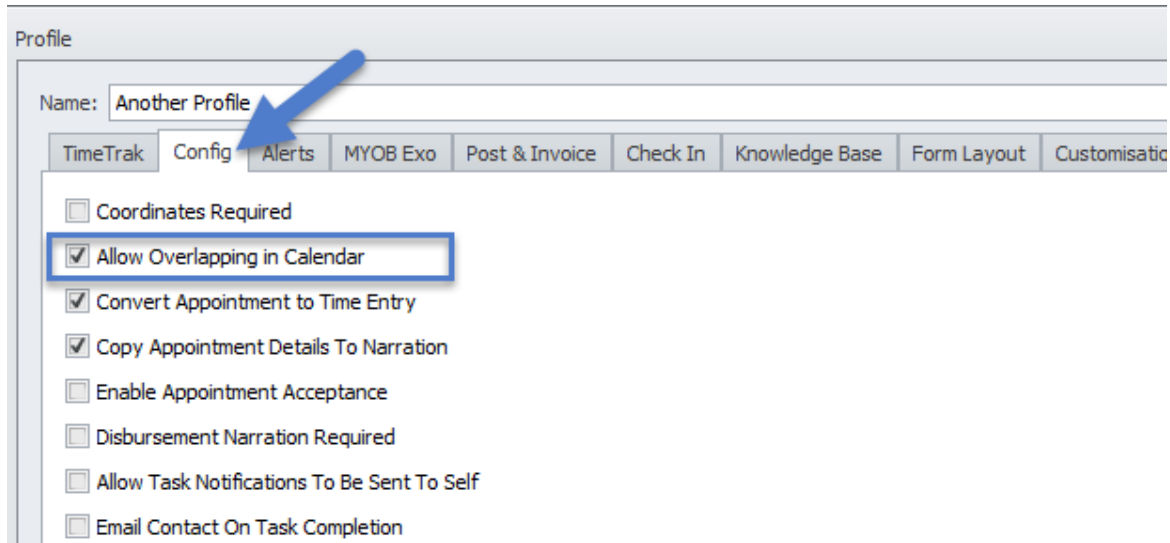 Profile
Name: Another Profile
TimeTrak Config Alerts MYOB Exo Post & Invoice Check In Knowledge Base Form Layout Customisatio
Coordinates Required
Allow Overlapping in Calendar
Convert Appointment to Time Entry
Copy Appointment Details To Narration
Enable Appointment Acceptance
Disbursement Narration Required
Allow Task Notifications To Be Sent To Self
Email Contact On Task Completion